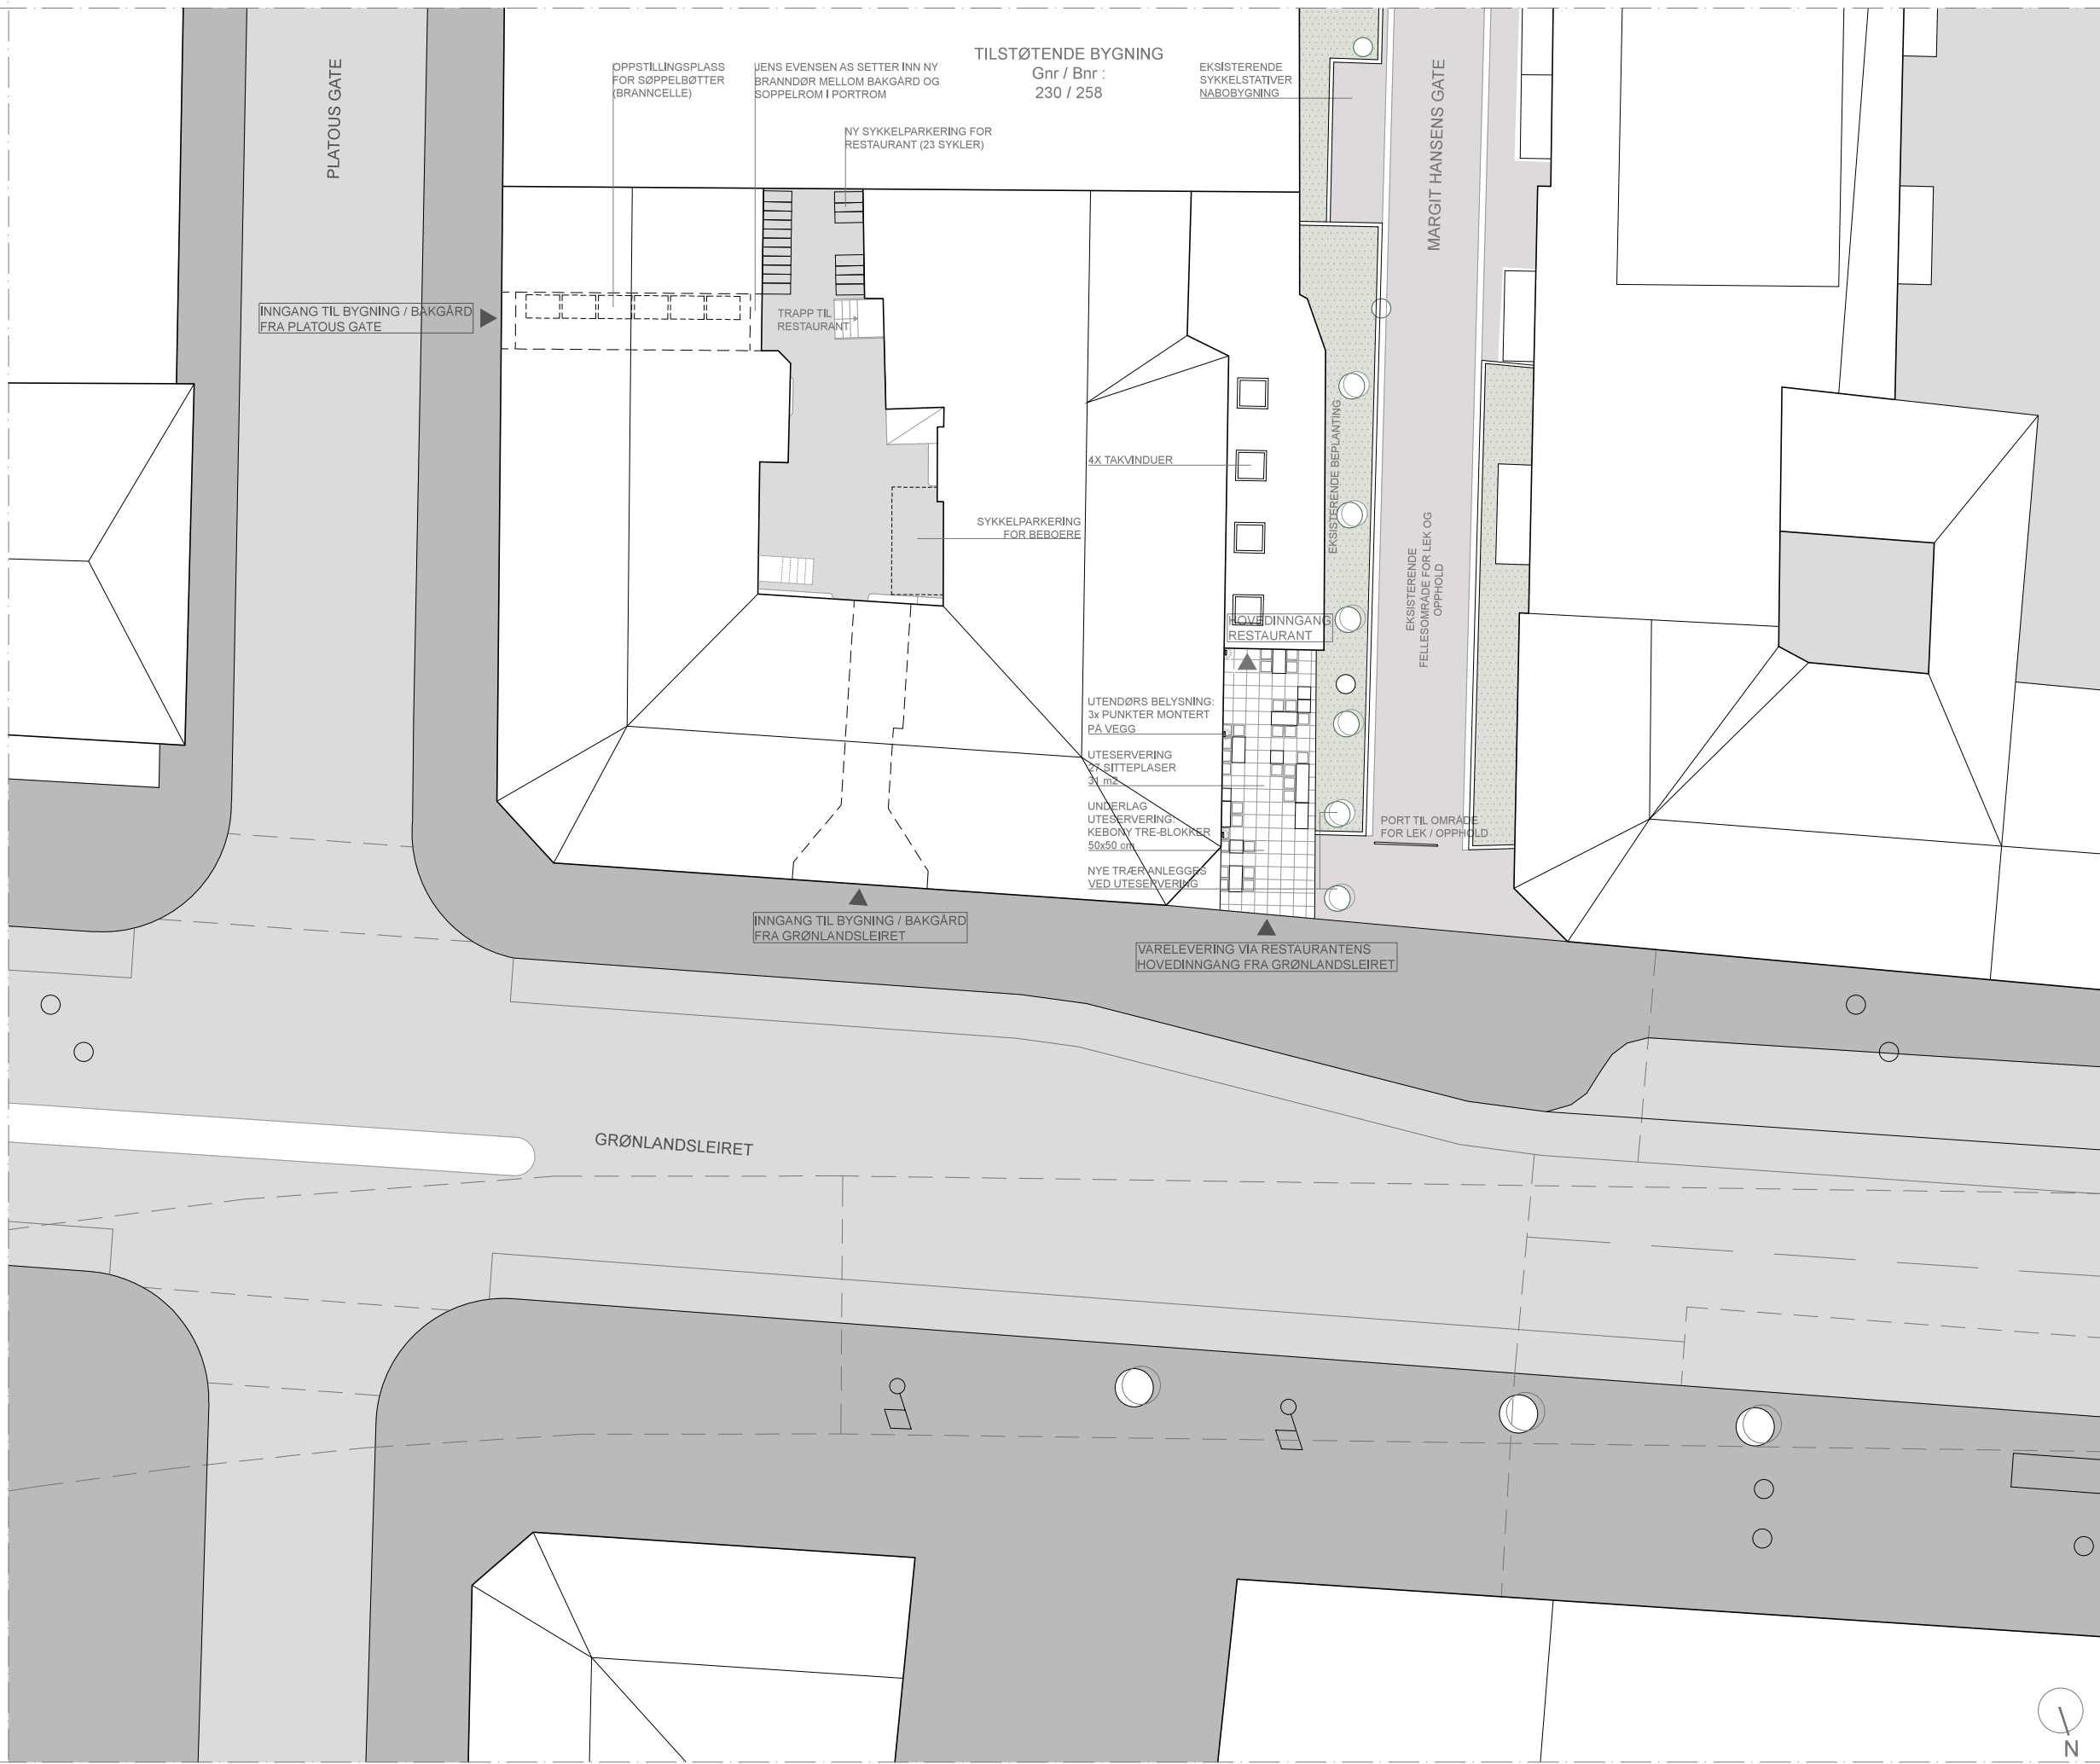 TILSTØTENDE BYGNING
Gnr / Bnr :
230 / 258
PLATOUS GATE
OPPSTILLINGSPLASS
FOR SØPPELBØTTER
(BRANNCELLE)
JENS EVENSEN AS SETTER INN NY
BRANNDØR MELLOM BAKGÅRD OG
SOPPELROM I PORTROM
EKSISTERENDE
SYKKELSTATIVER
NABOBYGNING
MARGIT HANSENS GATE
NY SYKKELPARKERING FOR
RESTAURANT (23 SYKLER)
INNGANG TIL BYGNING / BAKGÅRD
FRA PLATOUS GATE
TRAPP TIL
RESTAURANT
4X TAKVINDUER
EKSISTERENDE BEPLANTING
SYKKELPARKERING
FOR BEBOERE
EKSISTERENDE
FELLESOMRÅDE FOR LEK OG
OPPHOLD
HOVEDINNGANG
RESTAURANT
UTENDØRS BELYSNING:
3x PUNKTER MONTERT
PÅ VEGG
UTESERVERING
27 SITTEPLASER
31 m2
UNDERLAG
UTESERVERING:
KEBONY TRE-BLOKKER
50x50 cm
PORT TIL OMRÅDE
FOR LEK / OPPHOLD
NYE TRÆR ANLEGGES
VED UTESERVERING
INNGANG TIL BYGNING / BAKGÅRD
FRA GRØNLANDSLEIRET
VARELEVERING VIA RESTAURANTENS
HOVEDINNGANG FRA GRØNLANDSLEIRET
GRØNLANDSLEIRET
N